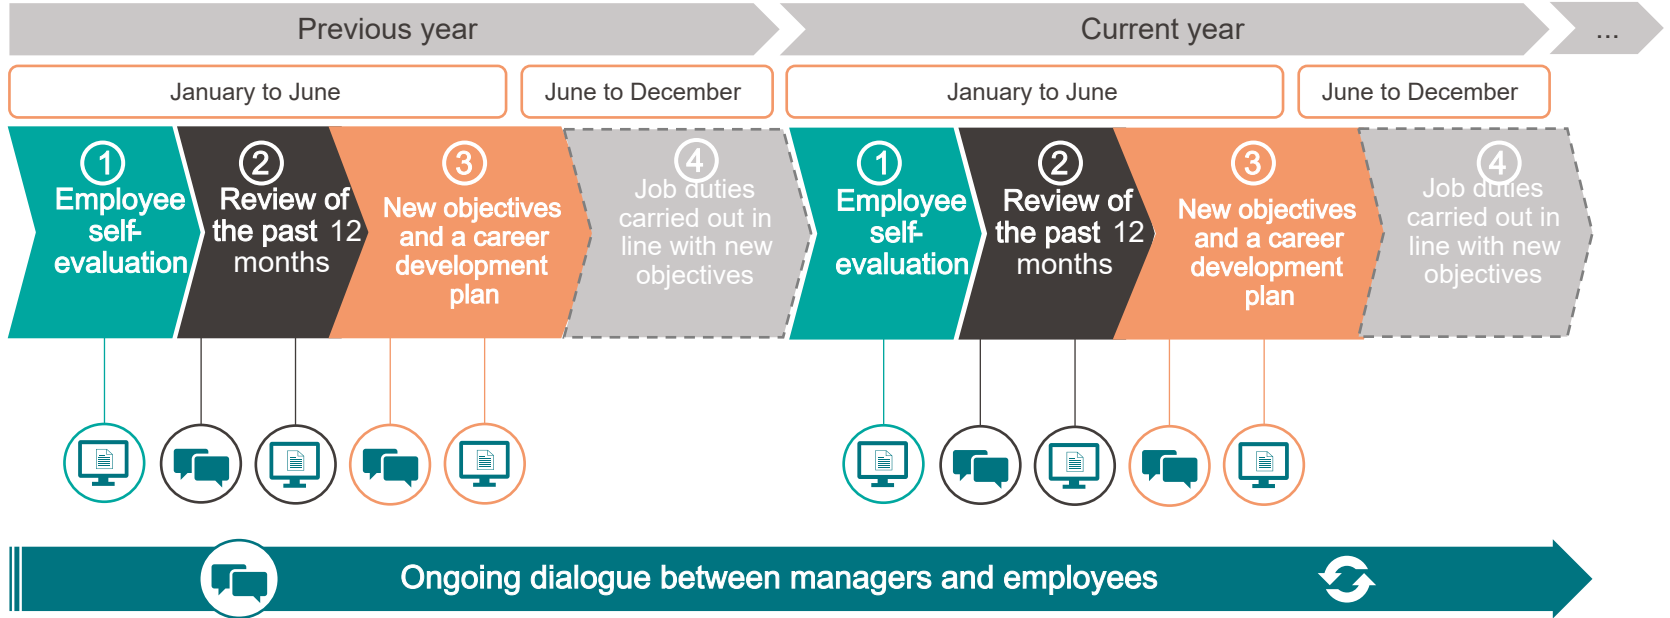 Previous year
Current year
...
January to June
June to December
January to June
June to December
1
Employee
self-
evaluation
2
Review of
the past 12
months
3
New objectives
and a career
development
plan
4
Job duties
carried out in
line with new
objectives
1
Employee
self-
evaluation
2
Review of
the past 12
months
3
New objectives
and a career
development
plan
4
Job duties
carried out in
line with new
objectives
Ongoing dialogue between managers and employees